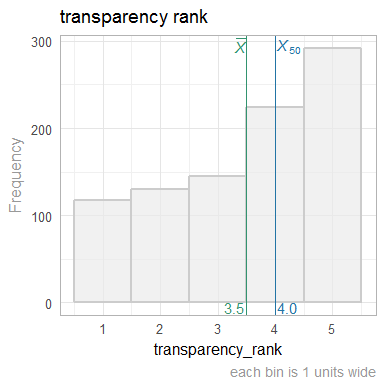 transparency rank
300
200
100
0
Frequency
X̅
X₅₀
3.5
4.0
1 2 3 4 5
transparency_rank
each bin is 1 units wide